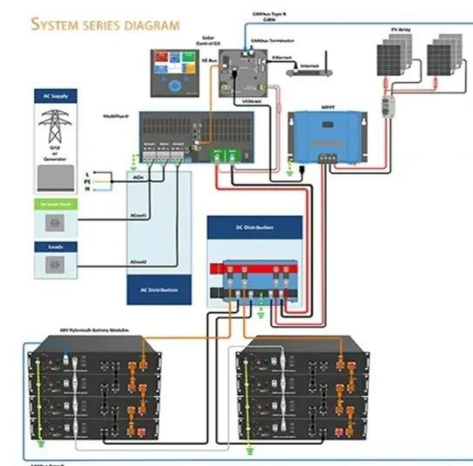 SYSTEM SERIES DIAGRAM
CANbus Type B
Cable
Color
Control GX
CANbus Terminator
PV Array
VE Bus
Ethernet
Internet
AC Supply
VEDirect
MPPT
MultiPlus-II
Grid
or
Generator
L
PE
N
ACin
ACout1
Loads
DC Distribution
ACout2
AC Distribution
48V Pylontech Battery Modules